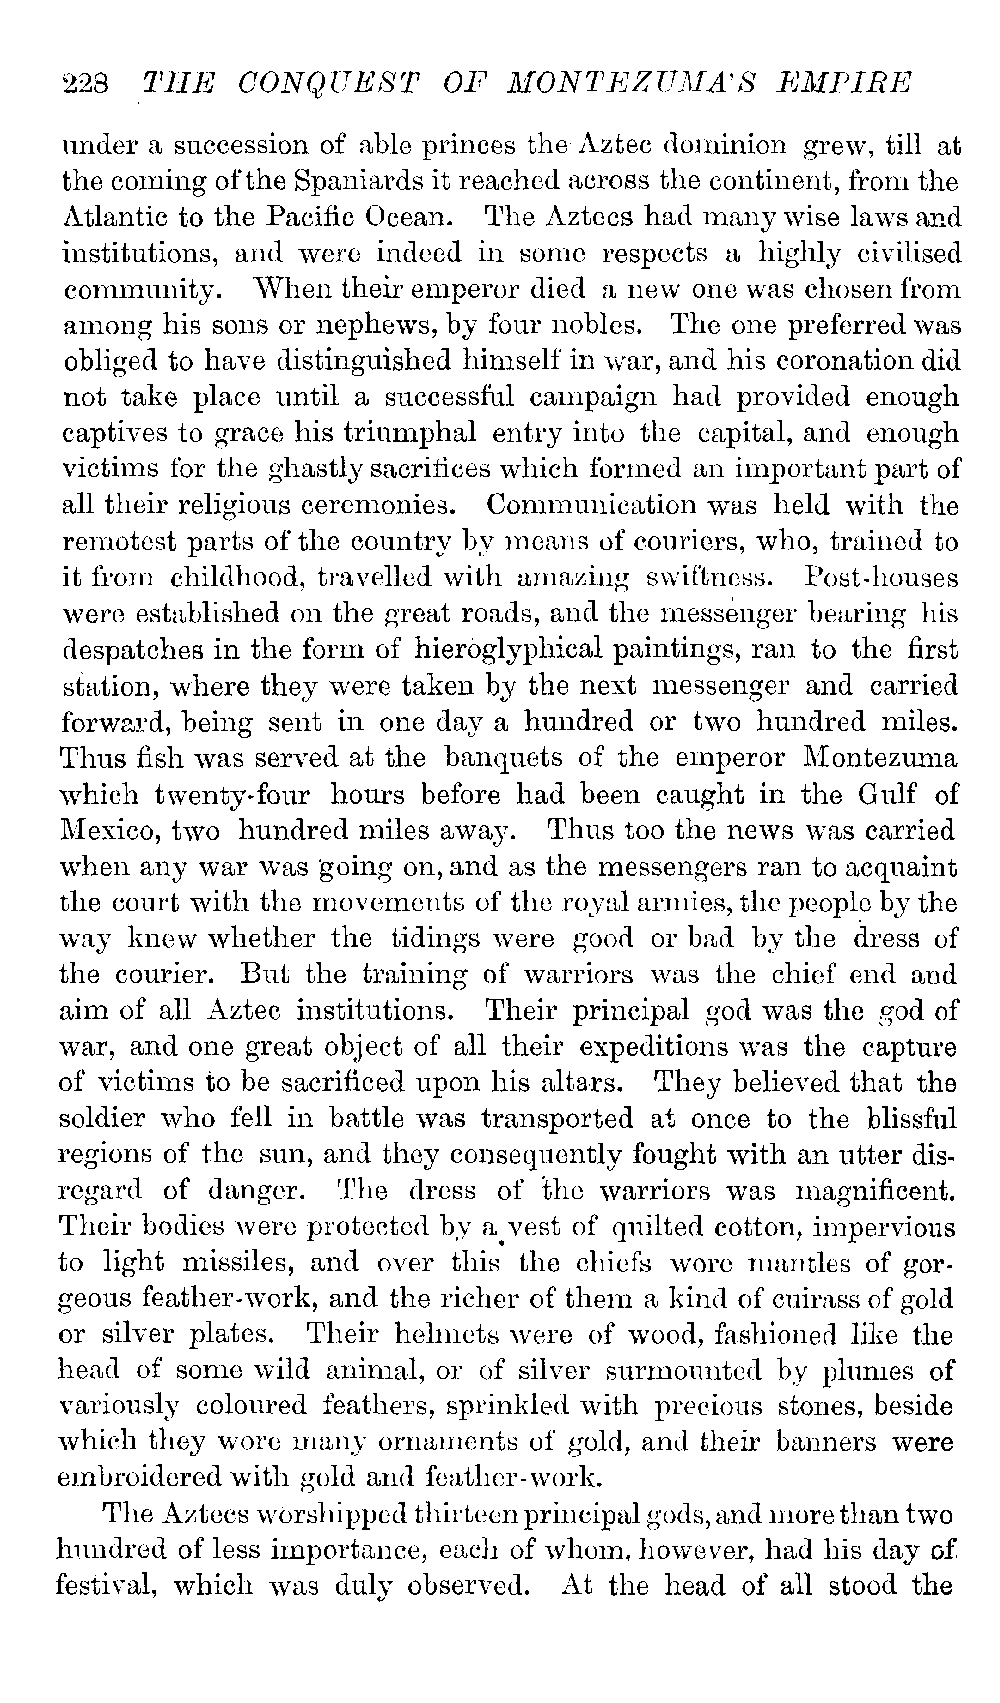 228 THE CONQUEST OF MONTEZUMA'S EMPIRE
under a succession of able princes the Aztec dominion grew, till at
the coming of the Spaniards it reached across the continent, from the
Atlantic to the Pacific Ocean. The Aztecs had many wise laws and
institutions, and were indeed in some respects a highly civilised
community. When their emperor died a new one was chosen from
among his sons or nephews, by four nobles. The one preferred was
obliged to have distinguished himself in war, and his coronation did
not take place until a successful campaign had provided enough
captives to grace his triumphal entry into the capital, and enough
victims for the ghastly sacrifices which formed an important part of
all their religious ceremonies. Communication was held with the
remotest parts of the country by means of couriers, who, trained to
it from childhood, travelled with amazing swiftness. Post-houses
were established on the great roads, and the messenger bearing his
despatches in the form of hieroglyphical paintings, ran to the first
station, where they were taken by the next messenger and carried
forward, being sent in one day a hundred or two hundred miles.
Thus fish was served at the banquets of the emperor Montezuma
which twenty-four hours before had been caught in the Gulf of
Mexico, two hundred miles away. Thus too the news was carried
when any war was going on, and as the messengers ran to acquaint
the court with the movements of the royal armies, the people by the
way knew whether the tidings were good or bad by the dress of
the courier. But the training of warriors was the chief end and
aim of all Aztec institutions. Their principal god was the god of
war, and one great object of all their expeditions was the capture
of victims to be sacrificed upon his altars. They believed that the
soldier who fell in battle was transported at once to the blissful
regions of the sun, and they consequently fought with an utter dis-
regard of danger. The dress of the warriors was magnificent.
Their bodies were protected by a vest of quilted cotton, impervious
to light missiles, and over this the chiefs wore mantles of gor-
geous feather-work, and the richer of them a kind of cuirass of gold
or silver plates. Their helmets were of wood, fashioned like the
head of some wild animal, or of silver surmounted by plumes of
variously coloured feathers, sprinkled with precious stones, beside
which they wore many ornaments of gold, and their banners were
embroidered with gold and feather-work.
The Aztecs worshipped thirteen principal gods, and more than two
hundred of less importance, each of whom, however, had his day of
festival, which was duly observed. At the head of all stood the